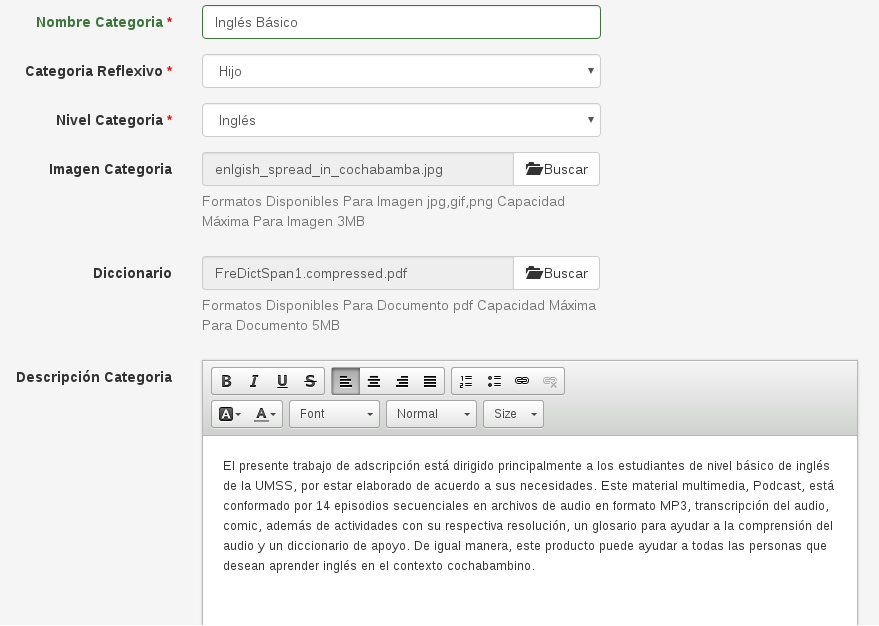 Nombre Categoria *
Inglés Básico
Categoria Reflexivo *
Hijo
Nivel Categoria *
Inglés
Imagen Categoria
enlgish_spread_in_cochabamba.jpg
Buscar
Formatos Disponibles Para Imagen jpg,gif,png Capacidad
Máxima Para Imagen 3MB
Diccionario
FreDictSpan1.compressed.pdf
Buscar
Formatos Disponibles Para Documento pdf Capacidad Máxima
Para Documento 5MB
Descripción Categoria
B I U S
A A Font Normal Size
El presente trabajo de adscripción está dirigido principalmente a los estudiantes de nivel básico de inglés
de la UMSS, por estar elaborado de acuerdo a sus necesidades. Este material multimedia, Podcast, está
conformado por 14 episodios secuenciales en archivos de audio en formato MP3, transcripción del audio,
comic, además de actividades con su respectiva resolución, un glosario para ayudar a la comprensión del
audio y un diccionario de apoyo. De igual manera, este producto puede ayudar a todas las personas que
desean aprender inglés en el contexto cochabambino.